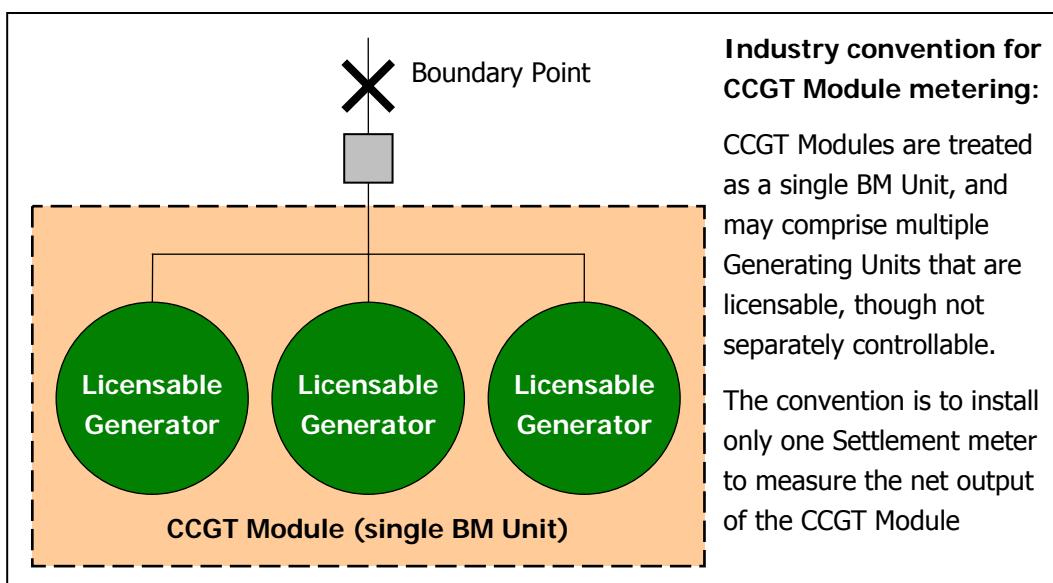 Boundary Point
Licensable
Generator
Licensable
Generator
Licensable
Generator
CCGT Module (single BM Unit)
Industry convention for
CCGT Module metering:
CCGT Modules are treated
as a single BM Unit, and
may comprise multiple
Generating Units that are
licensable, though not
separately controllable.
The convention is to install
only one Settlement meter
to measure the net output
of the CCGT Module